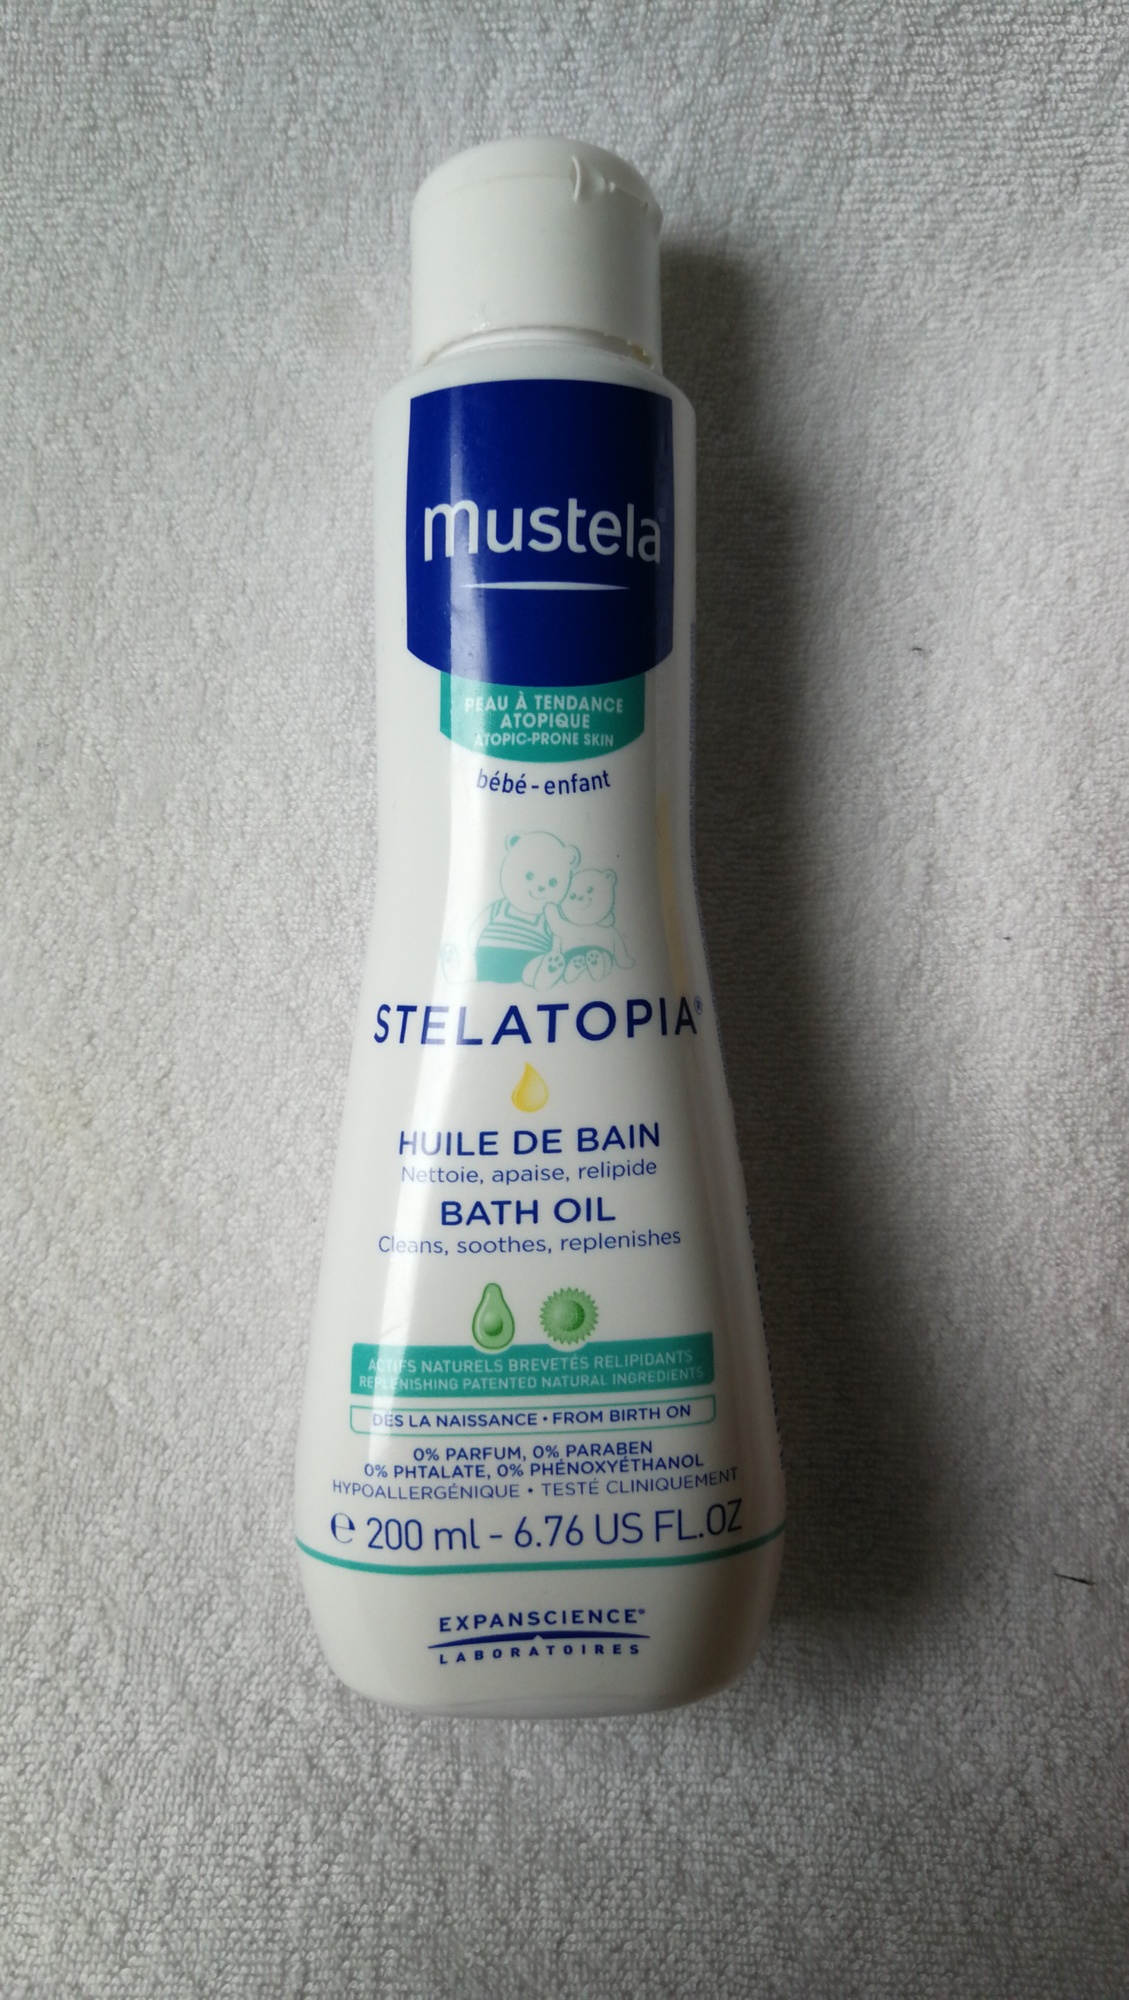 mustela®
PEAU À TENDANCE
ATOPIQUE
ATOPIC-PRONE SKIN
bébé-enfant
STELATOPIA®
HUILE DE BAIN
Nettoie, apaise, relipide
BATH OIL
Cleans, soothes, replenishes
ACTIFS NATURELS BREVETÉS RELIPIDANTS
REPLENISHING PATENTED NATURAL INGREDIENTS
DÈS LA NAISSANCE • FROM BIRTH ON
0% PARFUM, 0% PARABEN
0% PHTALATE, 0% PHÉNOXYÉTHANOL
HYPOALLERGÉNIQUE • TESTÉ CLINIQUEMENT
℮ 200 ml - 6.76 US FL.OZ
EXPANSCIENCE®
LABORATOIRES